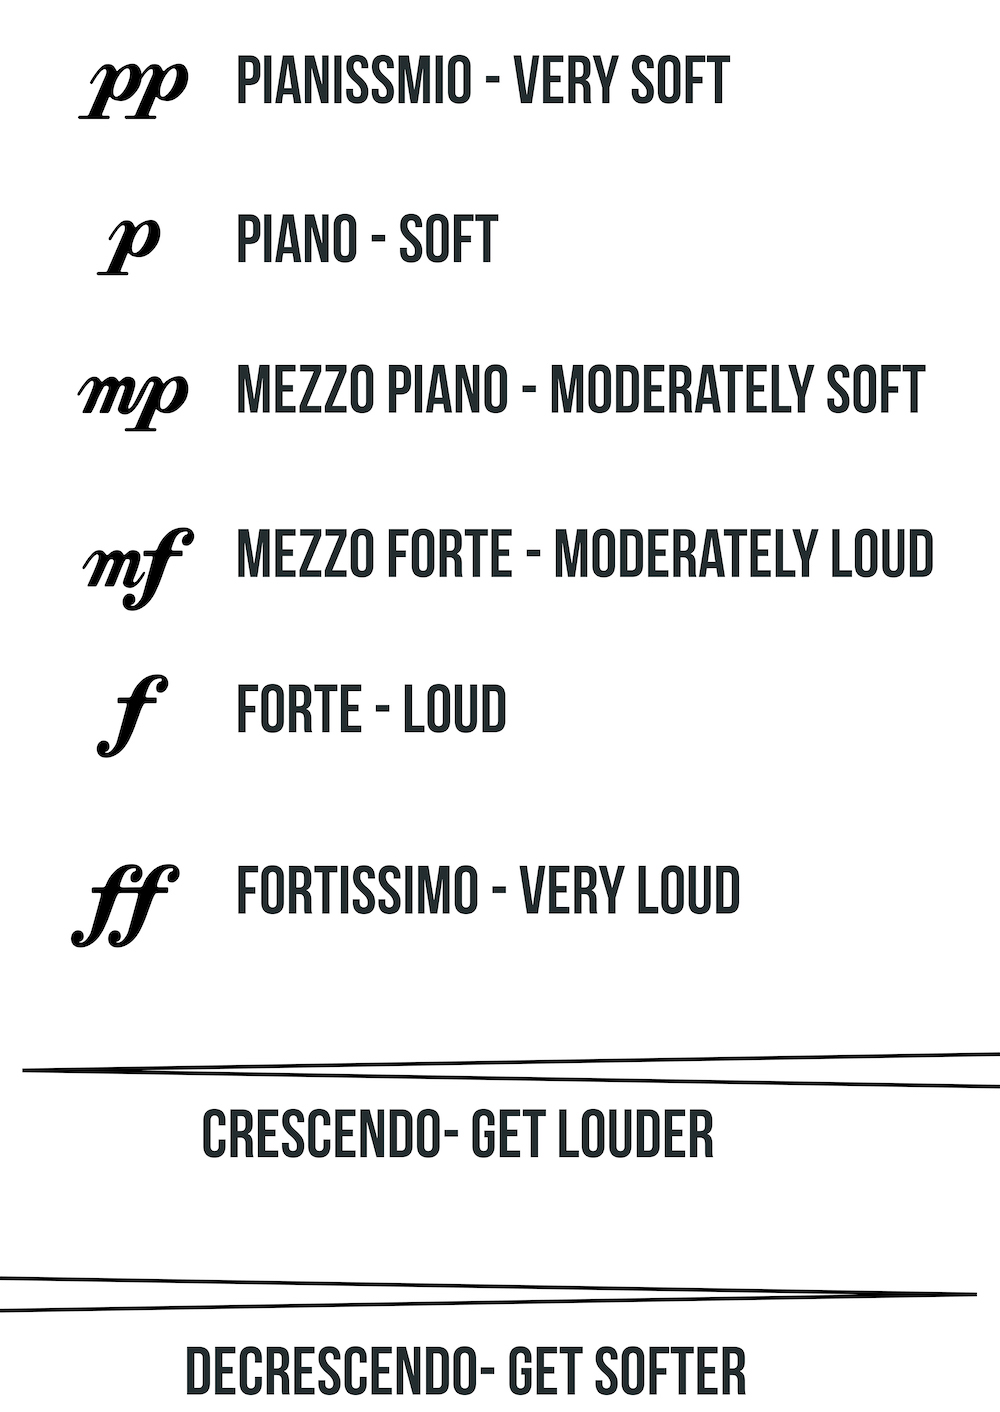 pp PIANISSMIO - VERY SOFT
p PIANO - SOFT
mp MEZZO PIANO - MODERATELY SOFT
mf MEZZO FORTE - MODERATELY LOUD
f FORTE - LOUD
ff FORTISSIMO - VERY LOUD
CRESCENDO- GET LOUDER
DECRESCENDO- GET SOFTER